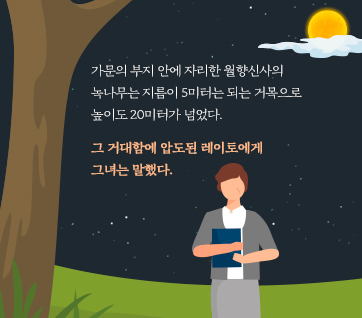 가문의 부지 안에 자리한 월향신사의
녹나무는 지름이 5미터는 되는 거목으로
높이도 20미터가 넘었다.
그 거대함에 압도된 레이토에게
그녀는 말했다.